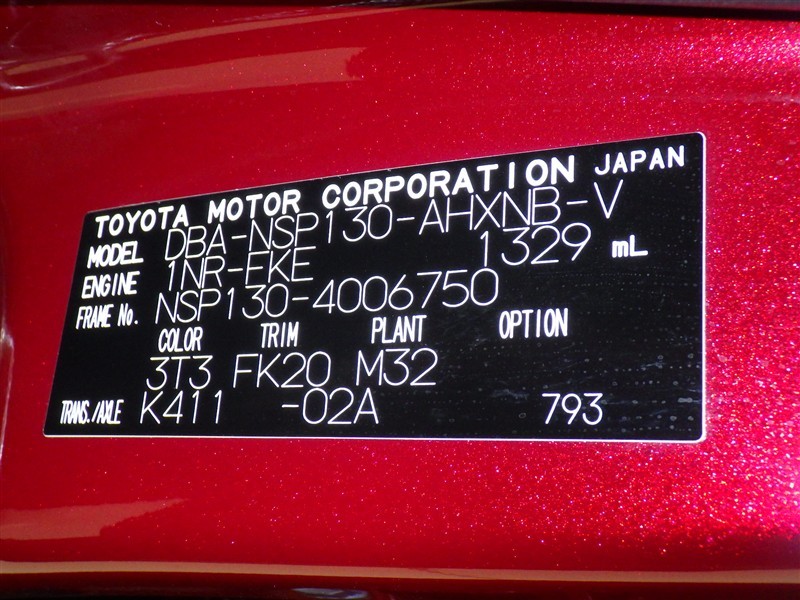 TOYOTA MOTOR CORPORATION JAPAN
MODEL DBA-NSP130-AHXNB-V
ENGINE 1NR-FKE 1329 mL
FRAME No. NSP130-4006750
COLOR TRIM PLANT OPTION
3T3 FK20 M32
TRANS./AXLE K411 -02A 793